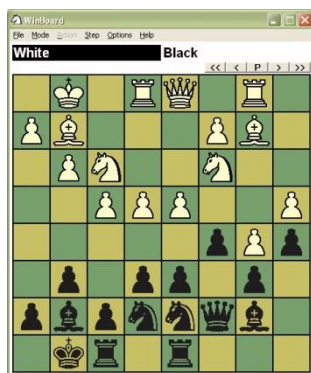 WinBoard
File Mode Action Step Options Help
White Black
<< < P > >>